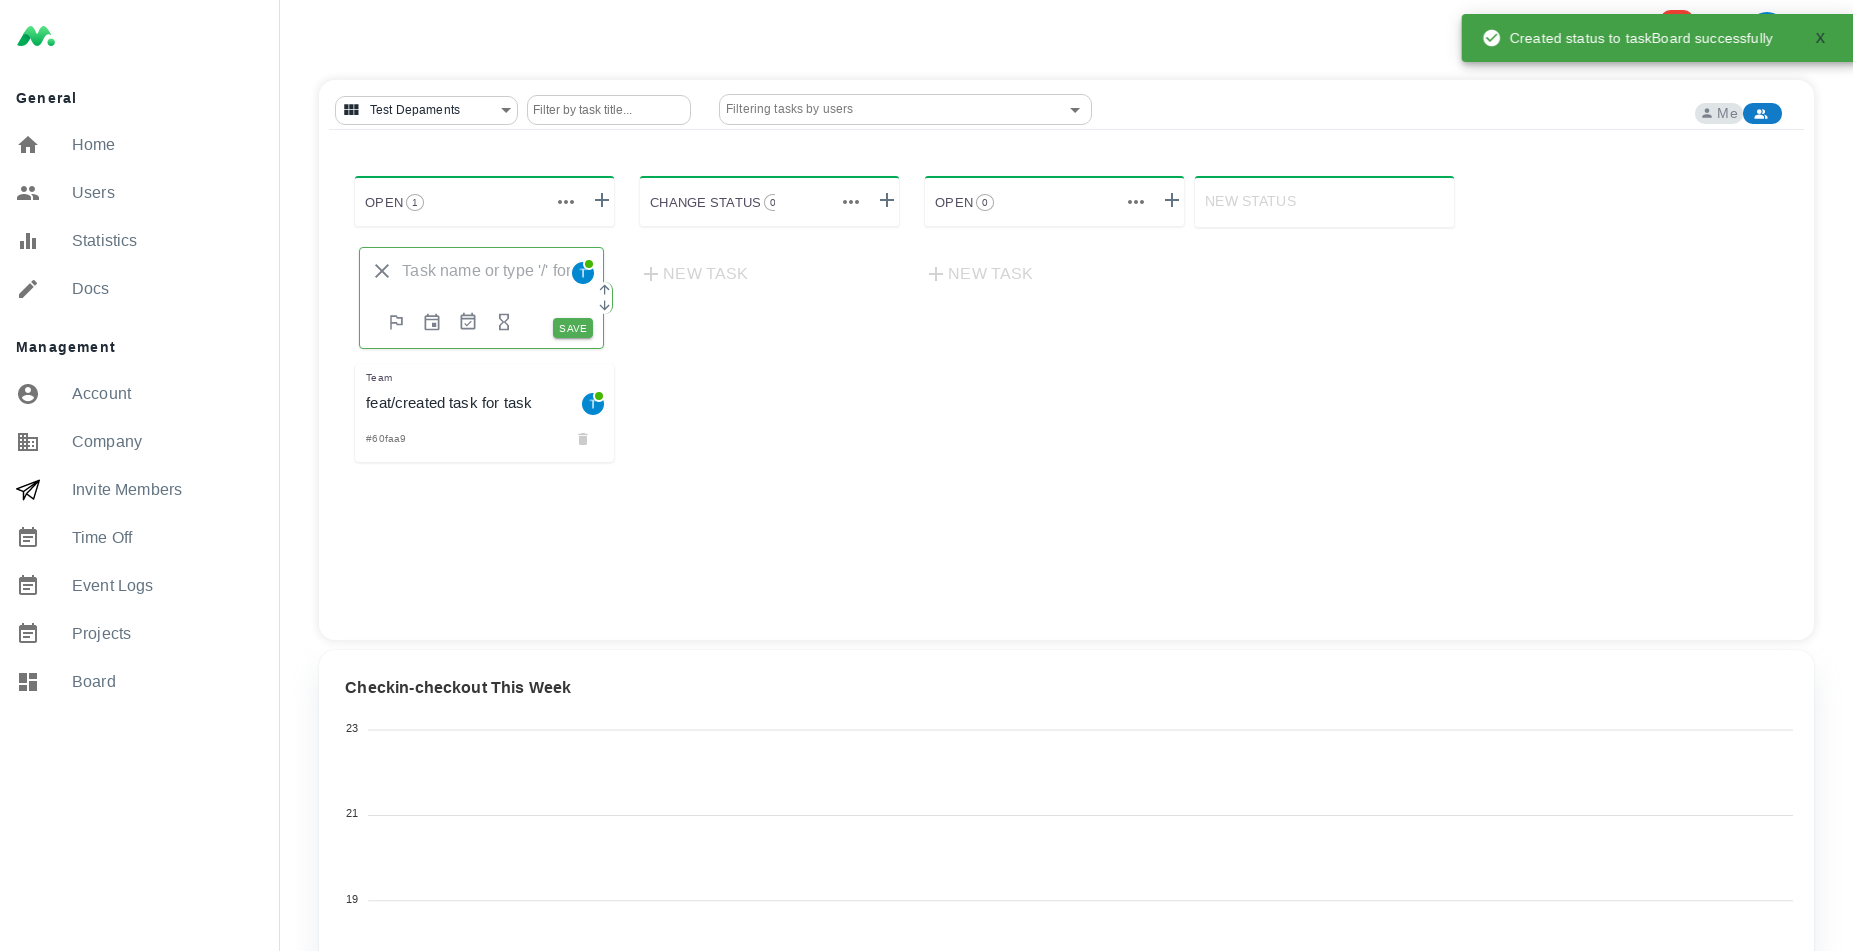 Created status to taskBoard successfully X
General
Home
Users
Statistics
Docs
Management
Account
Company
Invite Members
Time Off
Event Logs
Projects
Board
Test Depaments
Filter by task title...
Filtering tasks by users
Me
OPEN 1
CHANGE STATUS 0
OPEN 0
NEW STATUS
Task name or type '/' for
T
SAVE
NEW TASK
NEW TASK
Team
feat/created task for task
T
#60faa9
Checkin-checkout This Week
23
21
19